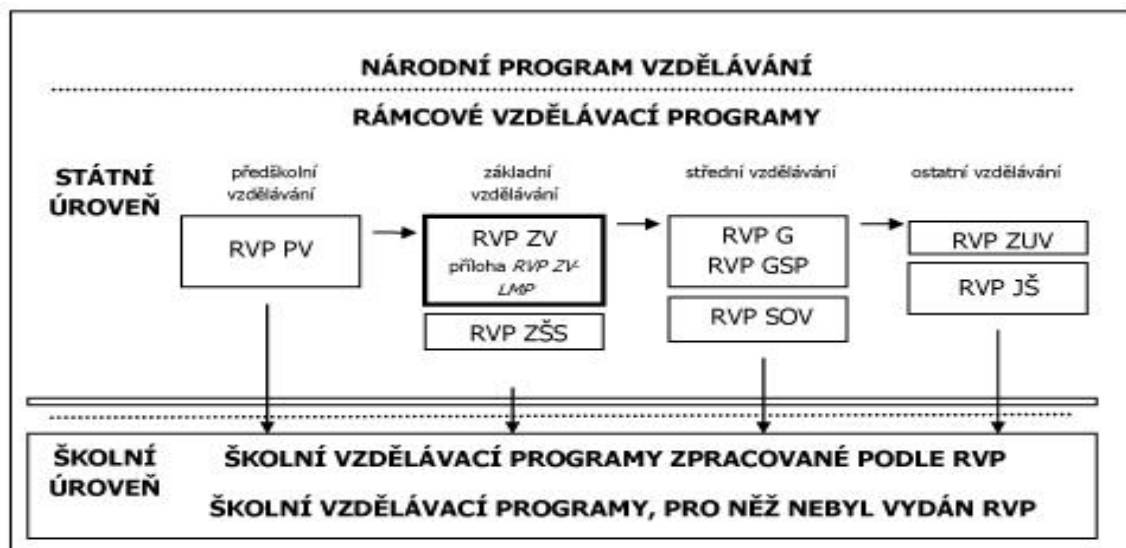 NÁRODNÍ PROGRAM VZDĚLÁVÁNÍ
RÁMCOVÉ VZDĚLÁVACÍ PROGRAMY
STÁTNÍ
ÚROVEŇ
předškolní
vzdělávání
základní
vzdělávání
střední vzdělávání
ostatní vzdělávání
RVP PV
RVP ZV
příloha RVP ZV-
LMP
RVP ZŠS
RVP G
RVP GSP
RVP SOV
RVP ZUV
RVP JŠ
ŠKOLNÍ
ÚROVEŇ
ŠKOLNÍ VZDĚLÁVACÍ PROGRAMY ZPRACOVANÉ PODLE RVP
ŠKOLNÍ VZDĚLÁVACÍ PROGRAMY, PRO NĚŽ NEBYL VYDÁN RVP